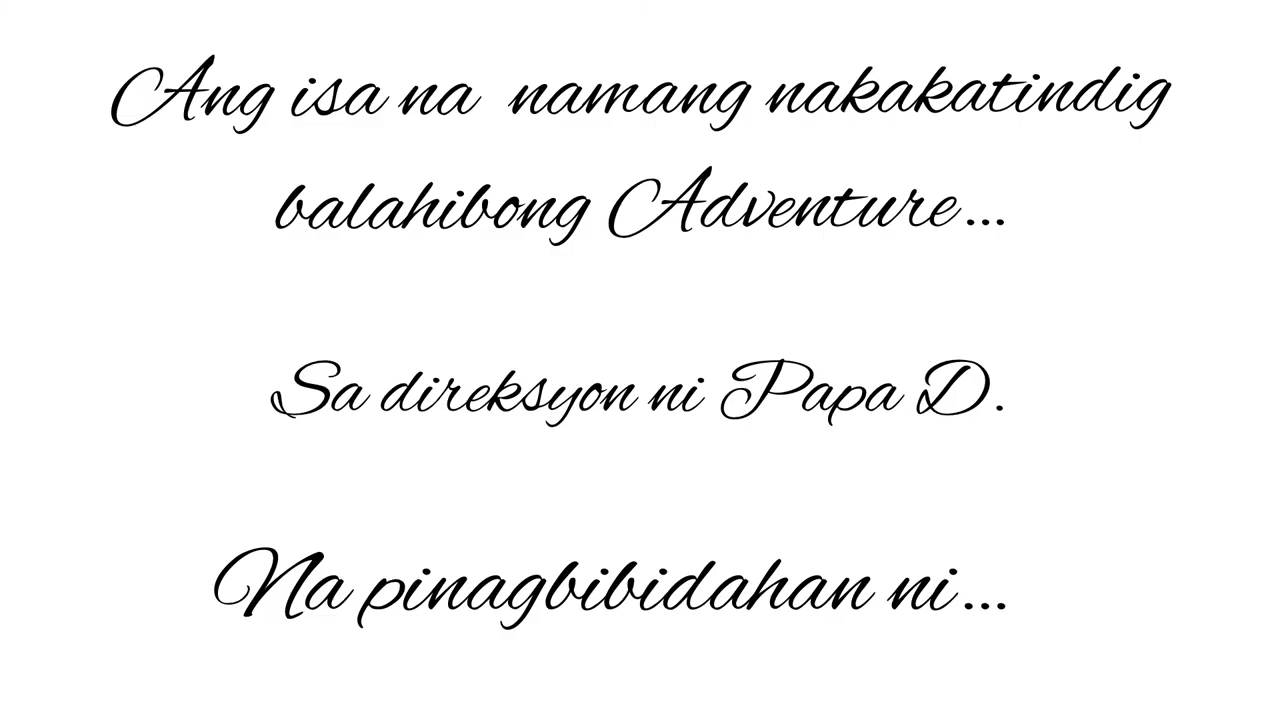 Ang isa na namang nakakatindig
balahibong Adventure...
Sa direksyon ni Papa D.
Na pinagbibidahan ni...